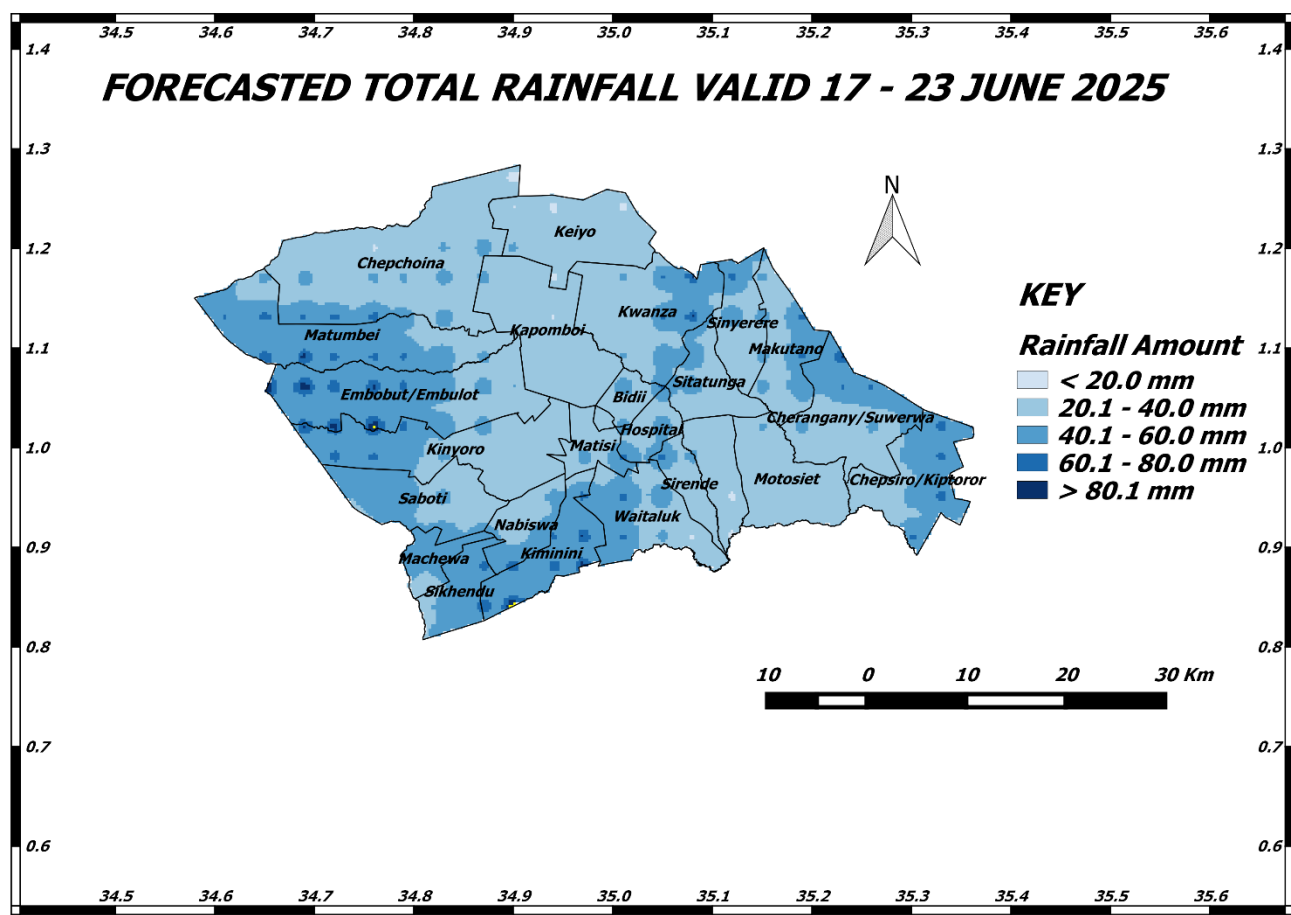 34.5 34.6 34.7 34.8 34.9 35.0 35.1 35.2 35.3 35.4 35.5 35.6
1.4 1.4
FORECASTED TOTAL RAINFALL VALID 17 - 23 JUNE 2025
1.3 1.3
N
Keiyo
1.2 1.2
Chepchoina
KEY
Kwanza
Sinyerere
Kapomboi
Matumbei
Rainfall Amount
Makutano
1.1 1.1
< 20.0 mm
Sitatunga
Embobut/Embulot
Bidii
20.1 - 40.0 mm
Cherangany/Suwerwa
Hospital
40.1 - 60.0 mm
1.0 1.0
Kinyoro
Matisi
60.1 - 80.0 mm
Sirende
Motosiet
Chepsiro/Kiptoror
> 80.1 mm
Saboti
Nabiswa
Waitaluk
0.9 0.9
Machewa
Kiminini
Sikhendu
0.8 0.8
10 0 10 20 30 Km
0.7 0.7
0.6 0.6
34.5 34.6 34.7 34.8 34.9 35.0 35.1 35.2 35.3 35.4 35.5 35.6